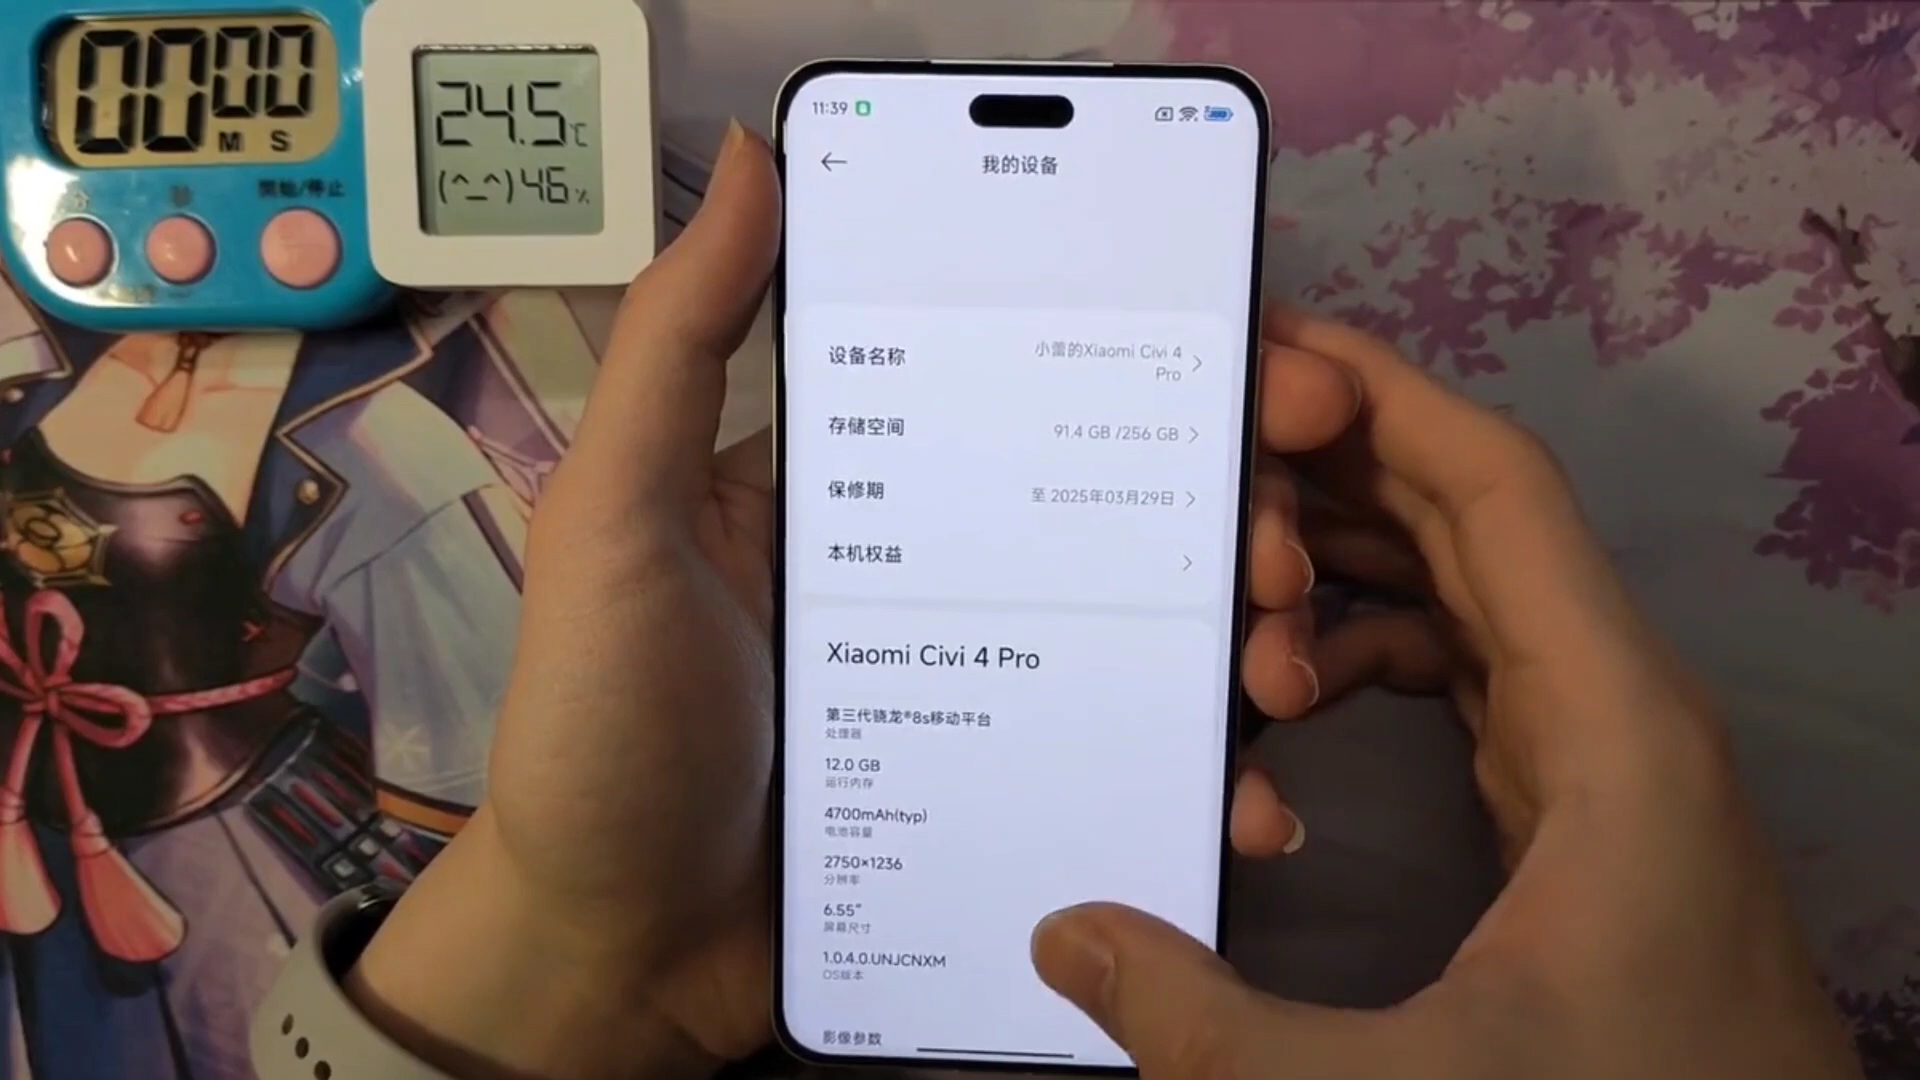 00 00
M S
分 秒 開始/停止
24.5℃
(^_^) 46%
11:39
我的设备
设备名称
小蕾的Xiaomi Civi 4
Pro
存储空间
91.4 GB /256 GB
保修期
至 2025年03月29日
本机权益
Xiaomi Civi 4 Pro
第三代骁龙®8s移动平台
处理器
12.0 GB
运行内存
4700mAh(typ)
电池容量
2750×1236
分辨率
6.55"
屏幕尺寸
1.0.4.0.UNJCNXM
OS版本
影像参数